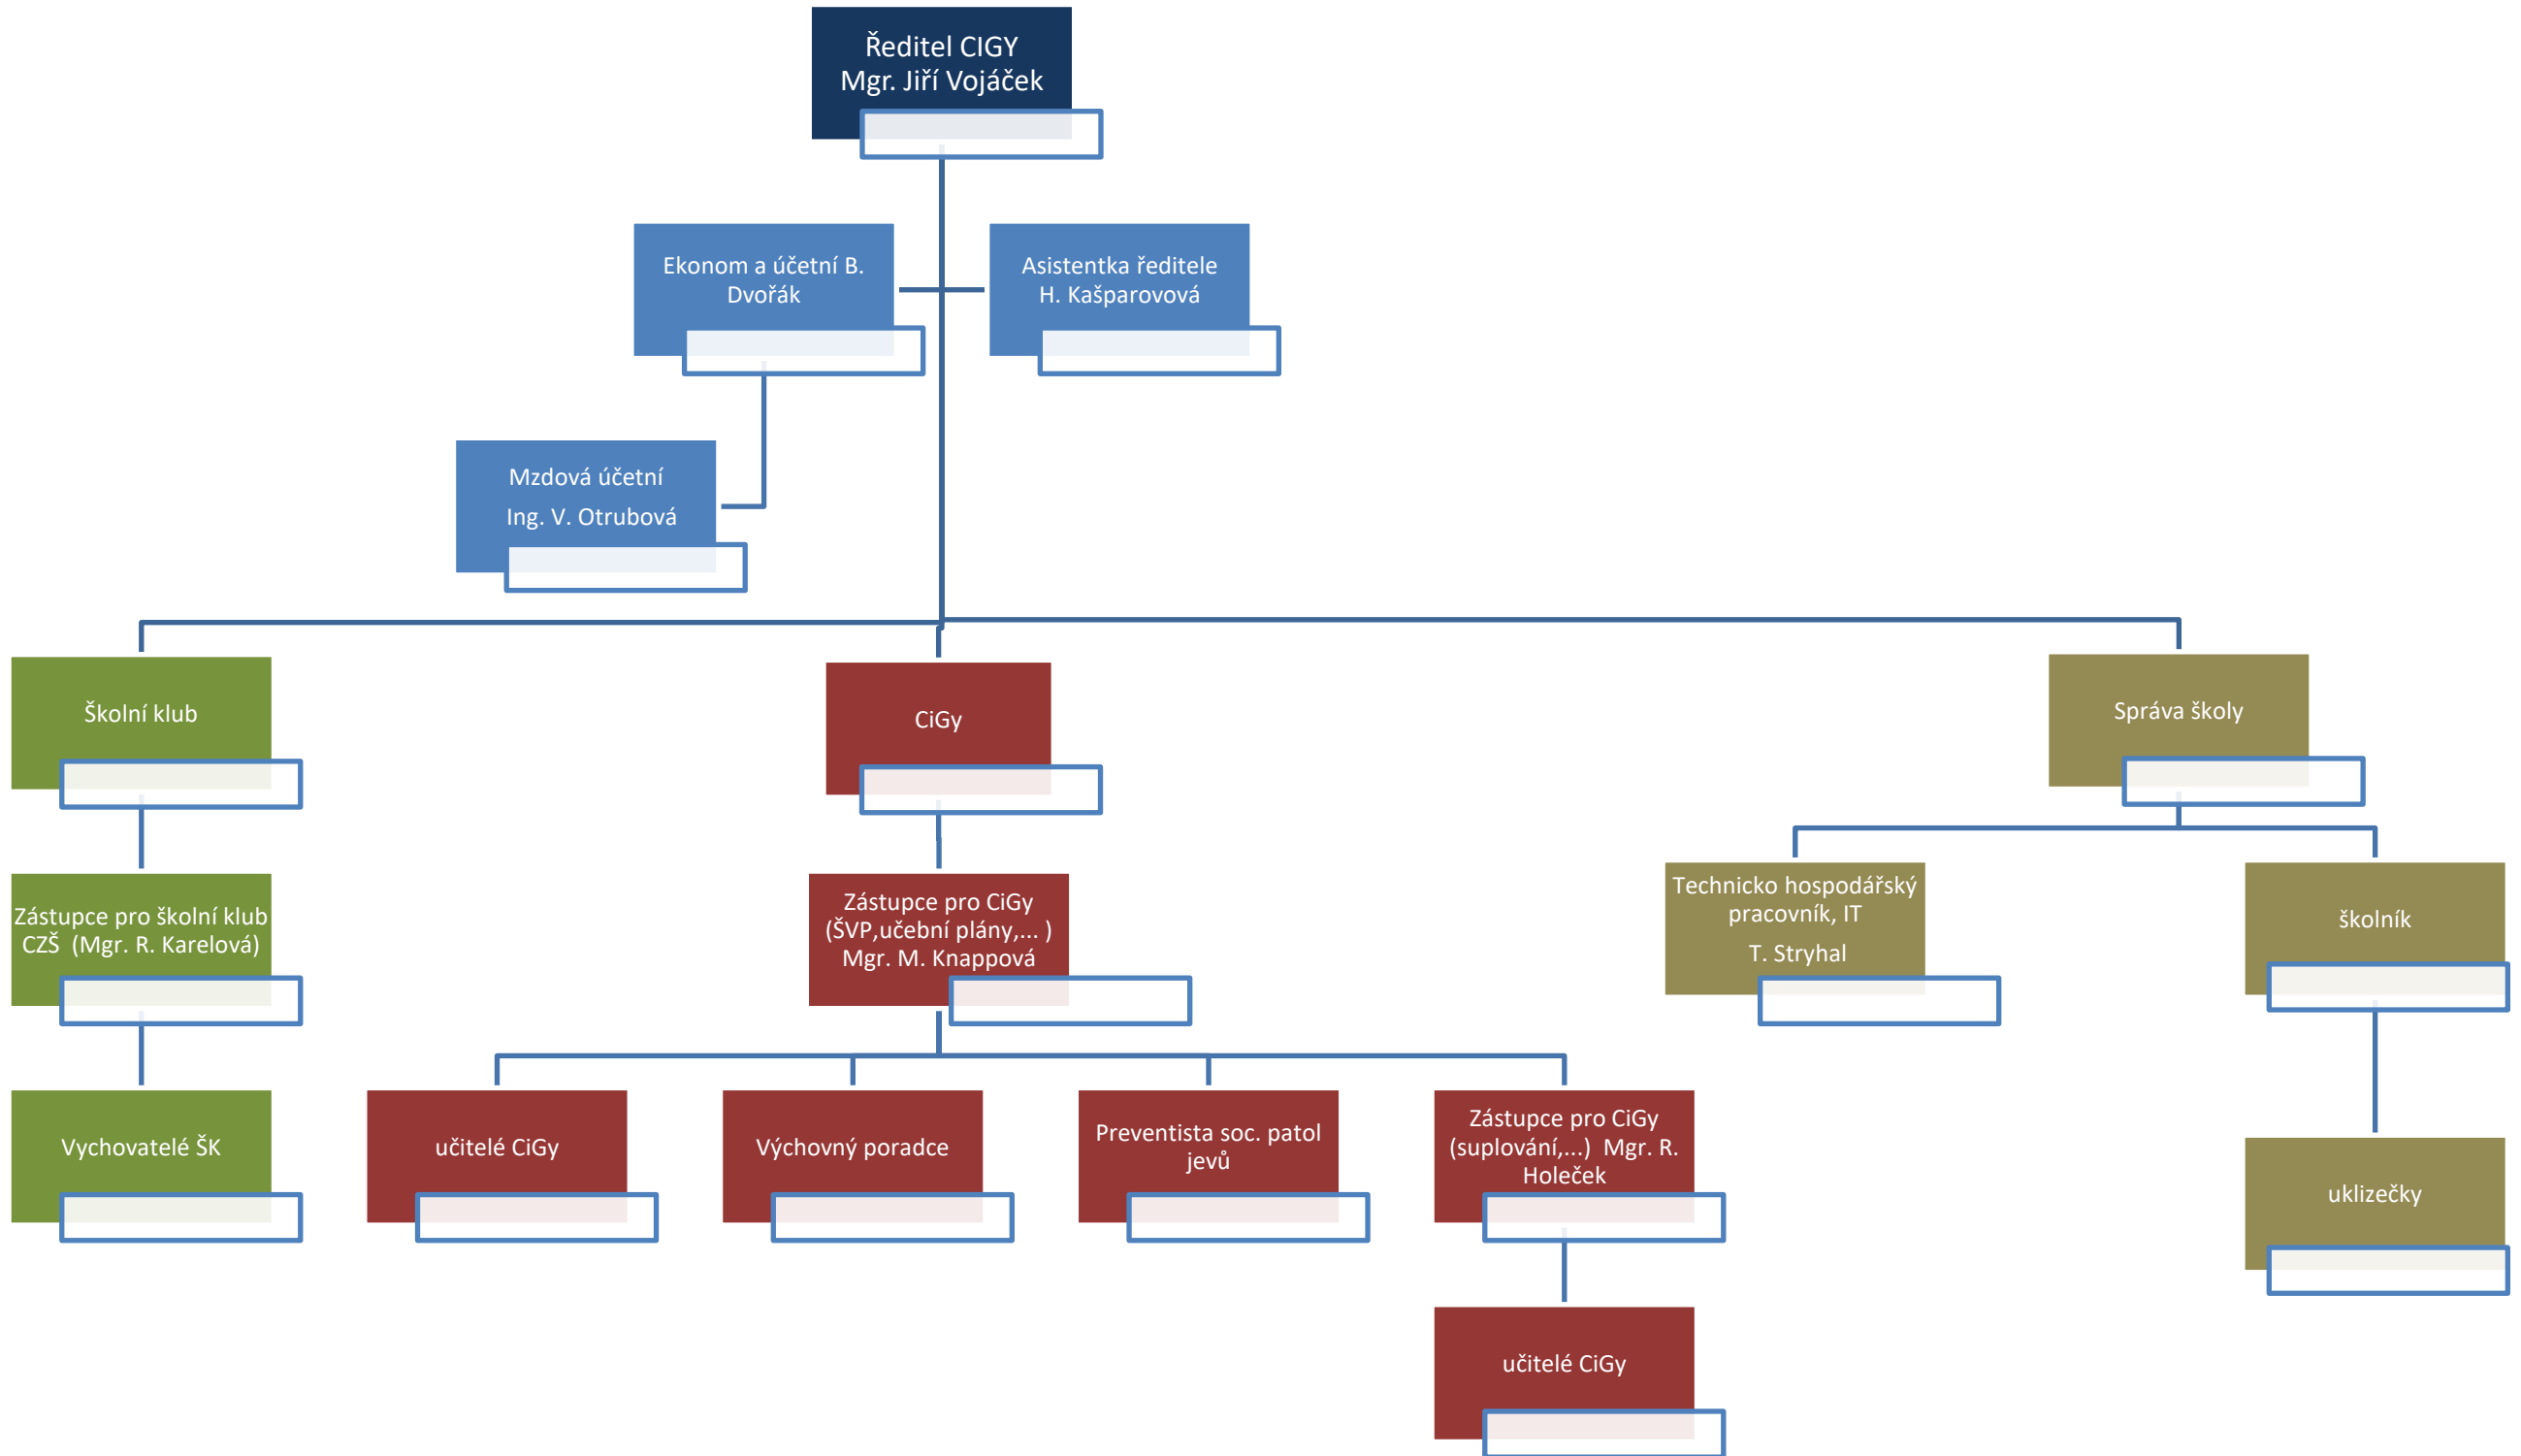 Ředitel CIGY
Mgr. Jiří Vojáček
Ekonom a účetní B.
Dvořák
Asistentka ředitele
H. Kašparovová
Mzdová účetní
Ing. V. Otrubová
Školní klub
CiGy
Správa školy
Zástupce pro školní klub
CZŠ (Mgr. R. Karelová)
Zástupce pro CiGy
(ŠVP,učební plány,... )
Mgr. M. Knappová
Technicko hospodářský
pracovník, IT
T. Stryhal
školník
Vychovatelé ŠK
učitelé CiGy
Výchovný poradce
Preventista soc. patol
jevů
Zástupce pro CiGy
(suplování,...) Mgr. R.
Holeček
uklizečky
učitelé CiGy